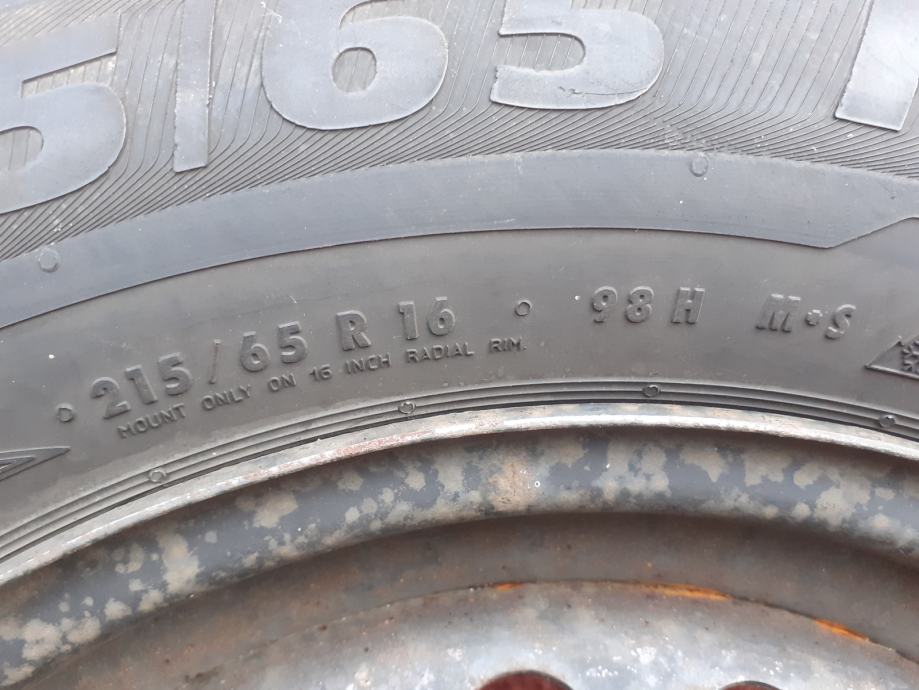 5/65
215/65 R 16 ○ 98 H M•S
MOUNT ONLY ON 16 INCH RADIAL RIM.